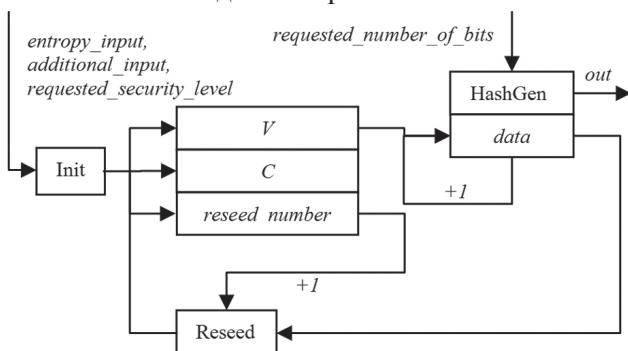 requested_number_of_bits
entropy_input,
additional_input,
requested_security_level
HashGen
out
V
data
Init
C
+1
reseed number
+1
Reseed